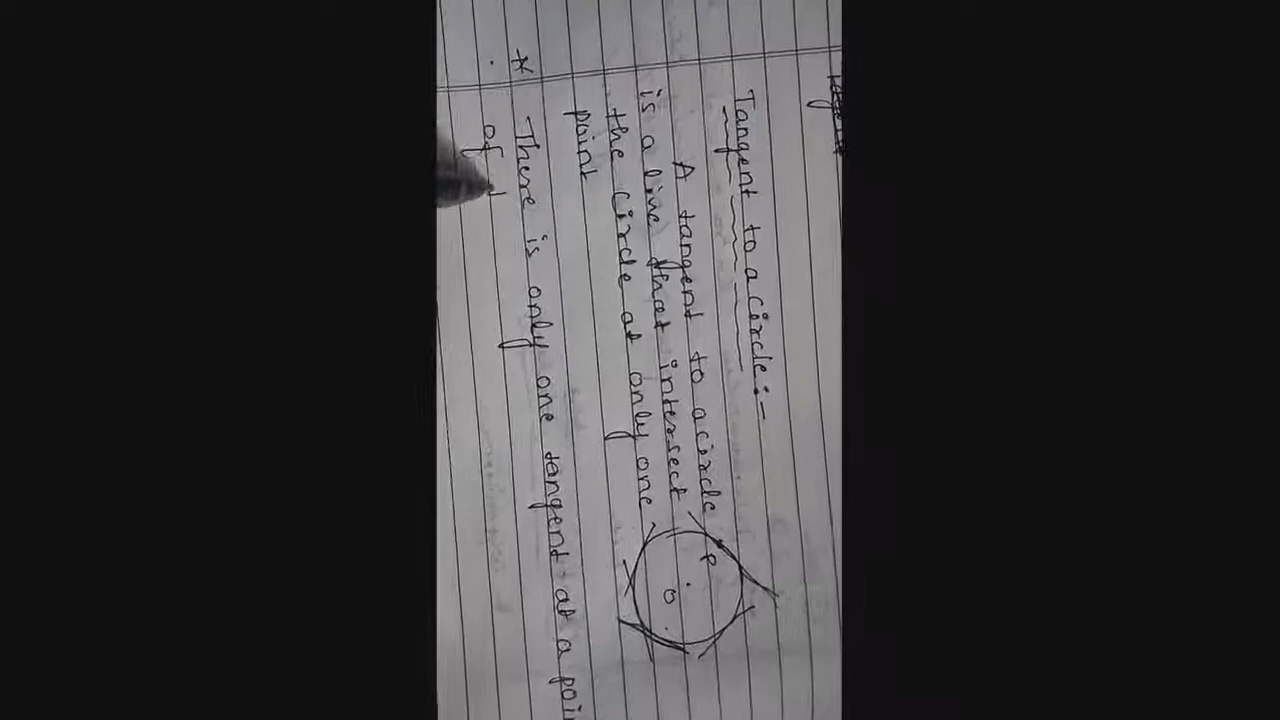 Tangent to a circle :-
A tangent to a circle
is a line that intersect
the circle at only one
point
P
O
* There is only one tangent at a
of